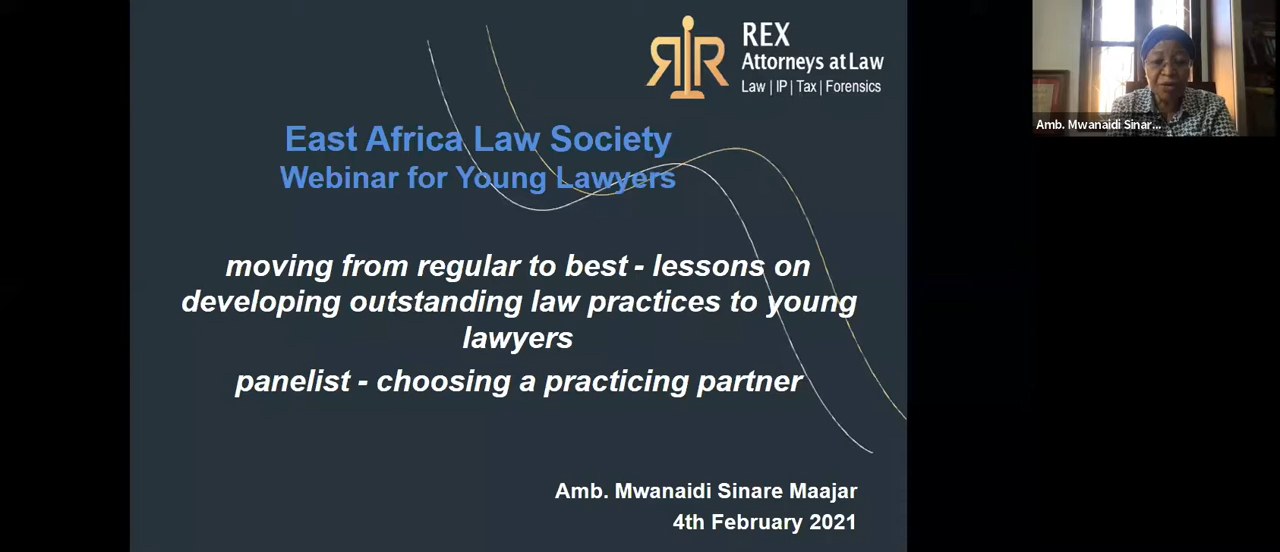 REX
Attorneys at Law
Law | IP | Tax | Forensics
East Africa Law Society
Webinar for Young Lawyers
moving from regular to best - lessons on
developing outstanding law practices to young
lawyers
panelist - choosing a practicing partner
Amb. Mwanaidi Sinare Maajar
4th February 2021
Amb. Mwanaidi Sinar...